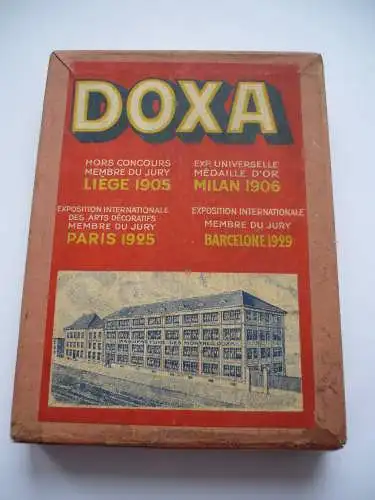 DOXA
HORS CONCOURS
MEMBRE DU JURY
LIÈGE 1905
EXP. UNIVERSELLE
MÉDAILLE D'OR
MILAN 1906
EXPOSITION INTERNATIONALE
DES ARTS DÉCORATIFS
MEMBRE DU JURY
PARIS 1925
EXPOSITION INTERNATIONALE
MEMBRE DU JURY
BARCELONE 1929